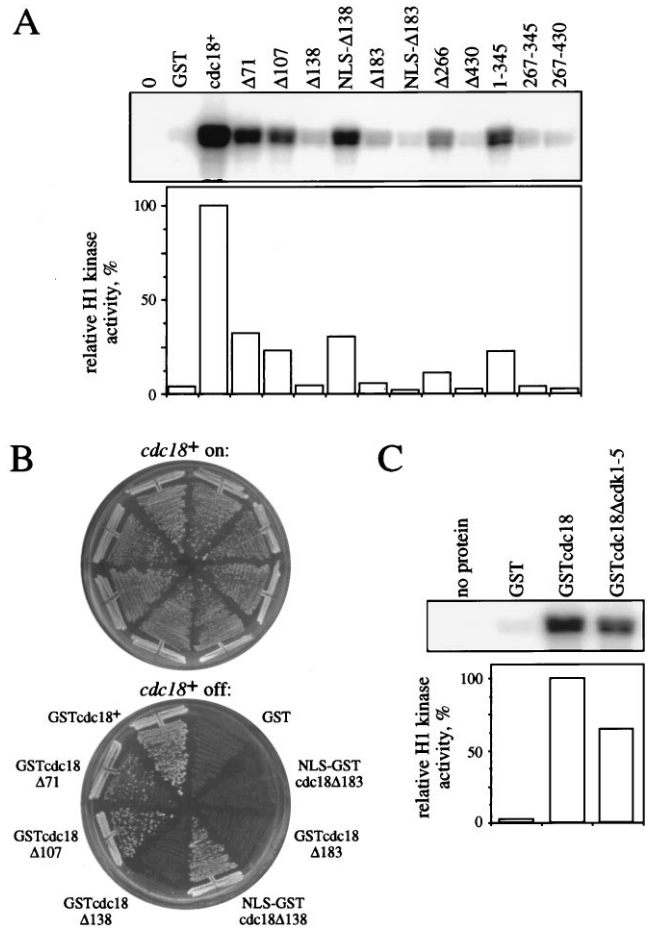 A
0
GST
cdc18+
Δ71
Δ107
Δ138
NLS-Δ138
Δ183
NLS-Δ183
Δ266
Δ430
1-345
267-345
267-430
relative H1 kinase
activity, %
100
50
0
B
cdc18+ on:
cdc18+ off:
GSTcdc18+
GST
GSTcdc18
Δ71
NLS-GST
cdc18Δ183
GSTcdc18
Δ107
GSTcdc18
Δ183
GSTcdc18
Δ138
NLS-GST
cdc18Δ138
C
no protein
GST
GSTcdc18
GSTcdc18Δcdk1-5
relative H1 kinase
activity, %
100
50
0